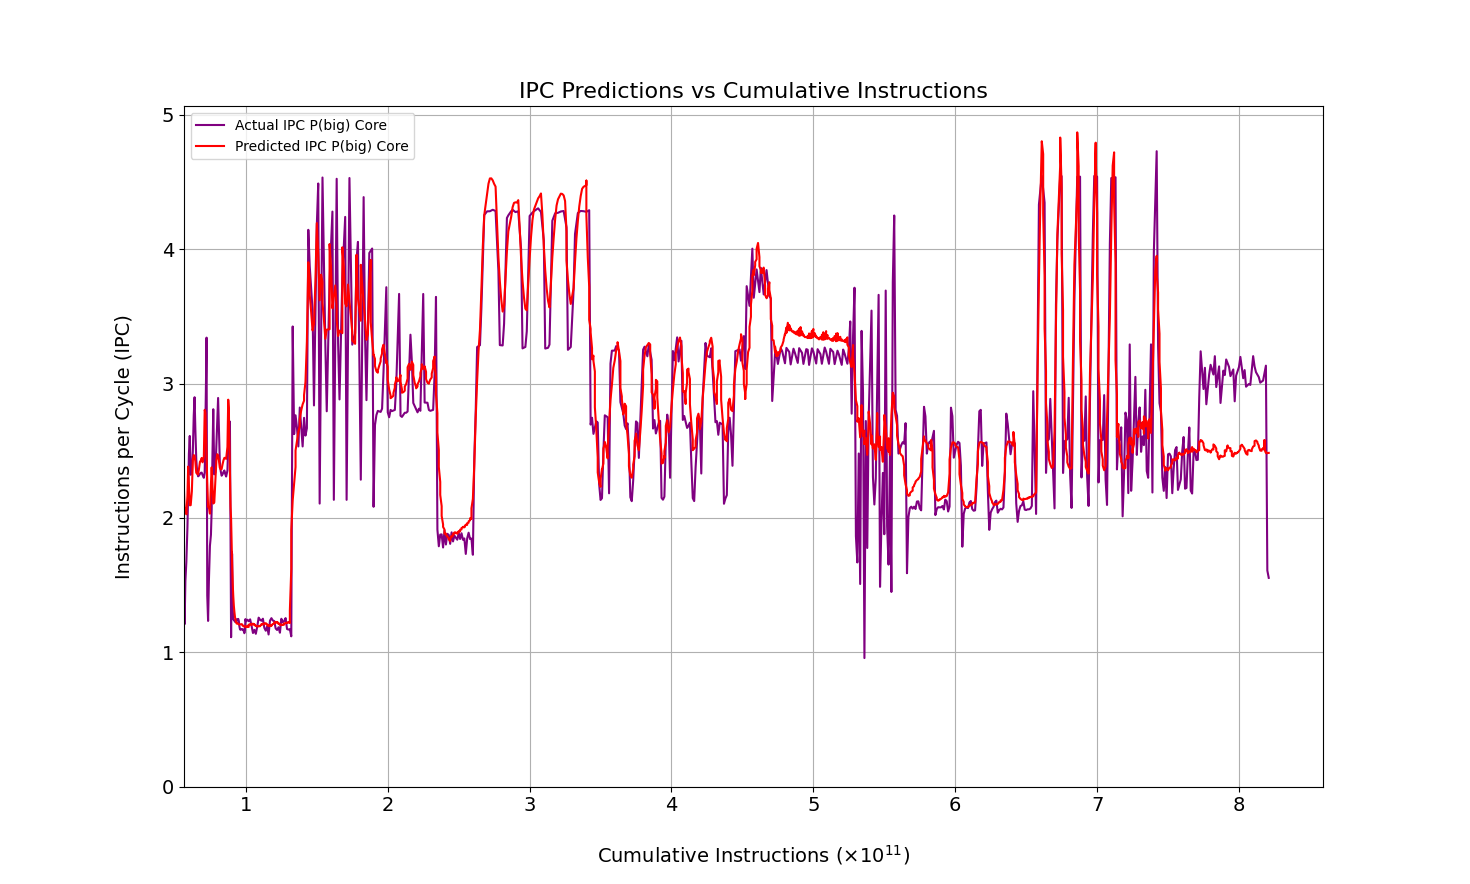 IPC Predictions vs Cumulative Instructions
Actual IPC P(big) Core
Predicted IPC P(big) Core
Instructions per Cycle (IPC)
5
4
3
2
1
0
1 2 3 4 5 6 7 8
Cumulative Instructions (×10¹¹)